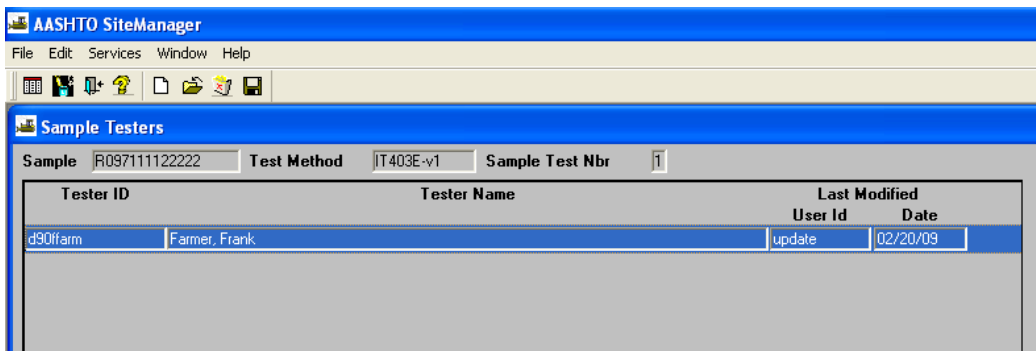 AASHTO SiteManager
File Edit Services Window Help
Sample Testers
Sample R097111122222 Test Method IT403E-v1 Sample Test Nbr 1
Tester ID Tester Name Last Modified
User Id Date
d90ffarm Farmer, Frank update 02/20/09